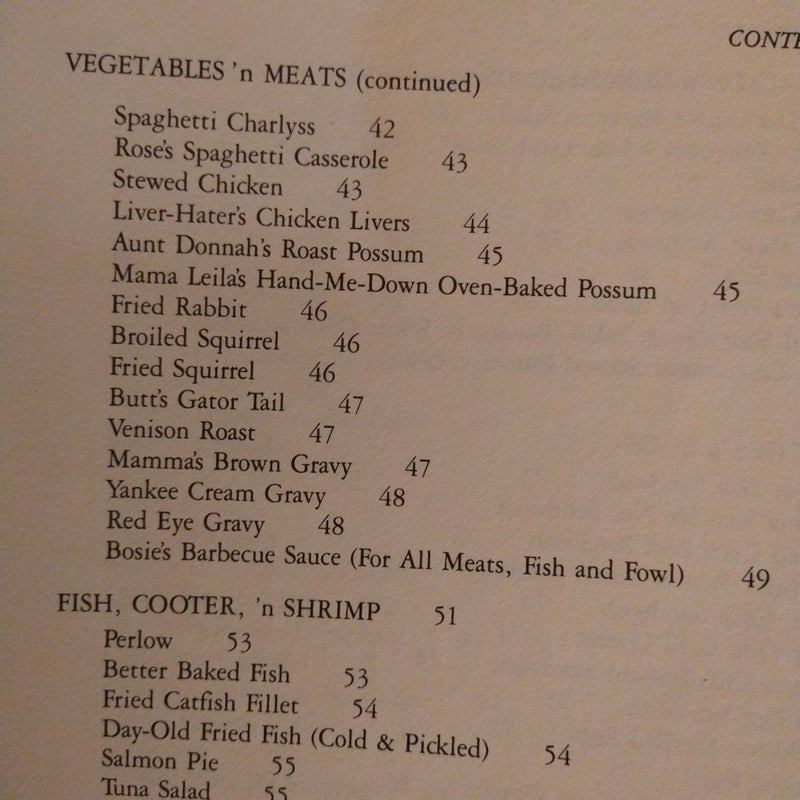 CONTE
VEGETABLES 'n MEATS (continued)
Spaghetti Charlyss 42
Rose's Spaghetti Casserole 43
Stewed Chicken 43
Liver-Hater's Chicken Livers 44
Aunt Donnah's Roast Possum 45
Mama Leila's Hand-Me-Down Oven-Baked Possum 45
Fried Rabbit 46
Broiled Squirrel 46
Fried Squirrel 46
Butt's Gator Tail 47
Venison Roast 47
Mamma's Brown Gravy 47
Yankee Cream Gravy 48
Red Eye Gravy 48
Bosie's Barbecue Sauce (For All Meats, Fish and Fowl) 49
FISH, COOTER, 'n SHRIMP 51
Perlow 53
Better Baked Fish 53
Fried Catfish Fillet 54
Day-Old Fried Fish (Cold & Pickled) 54
Salmon Pie 55
Tuna Salad 55